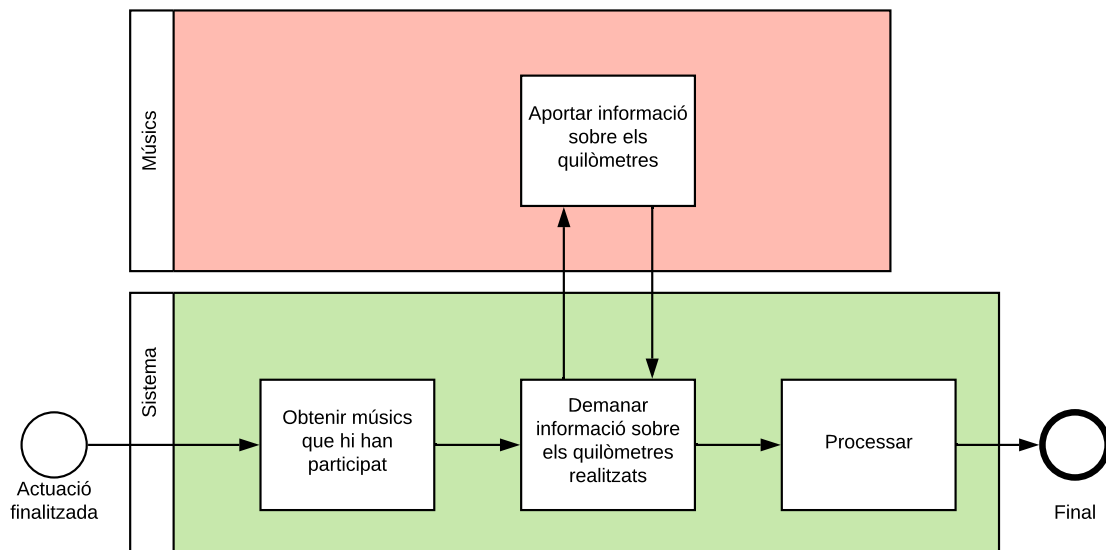 Músics
Aportar informació
sobre els
quilòmetres
Sistema
Actuació
finalitzada
Obtenir músics
que hi han
participat
Demanar
informació sobre
els quilòmetres
realitzats
Processar
Final